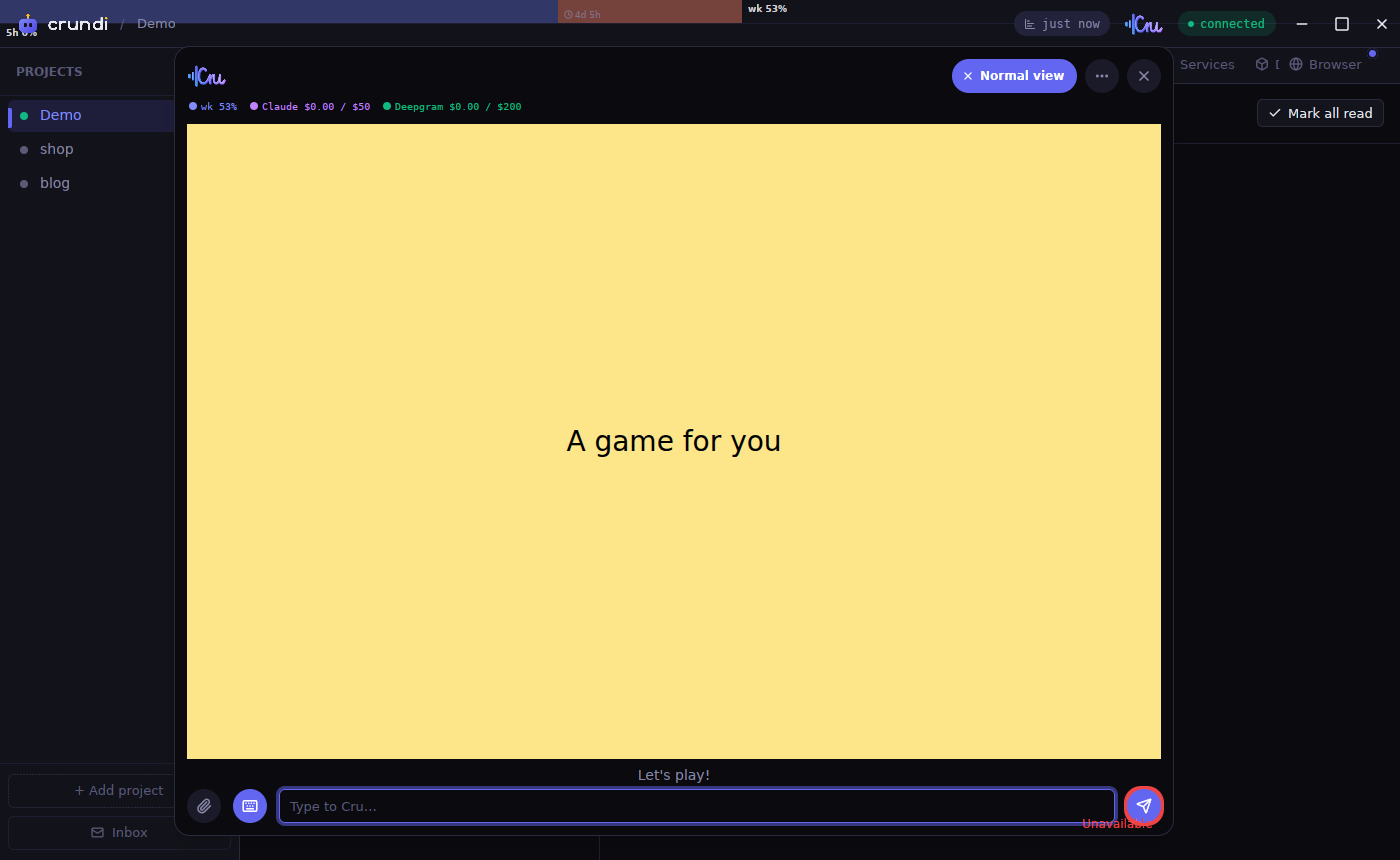 4d 5h
wk 53%
5h
crundi / Demo
just now
Cru
connected
PROJECTS
Cru
Normal view
Services
Browser
wk 53%
Claude $0.00 / $50
Deepgram $0.00 / $200
Mark all read
Demo
shop
blog
A game for you
Let's play!
+ Add project
Type to Cru…
Unavailable
Inbox